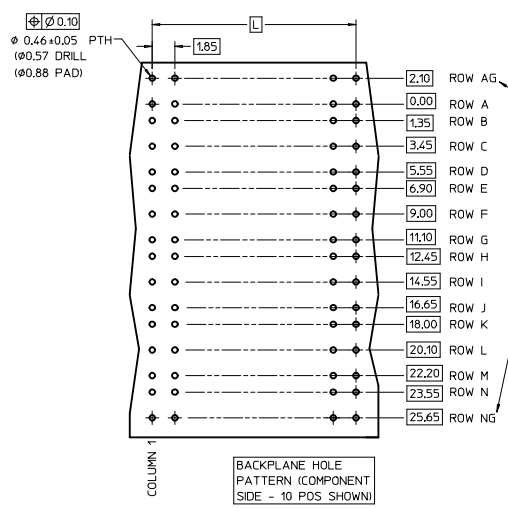 ⌖ Ø 0.10
Ø 0.46±0.05 PTH
(Ø0.57 DRILL
(Ø0.88 PAD)
L
1.85
2.10 ROW AG
0.00 ROW A
1.35 ROW B
3.45 ROW C
5.55 ROW D
6.90 ROW E
9.00 ROW F
11.10 ROW G
12.45 ROW H
14.55 ROW I
16.65 ROW J
18.00 ROW K
20.10 ROW L
22.20 ROW M
23.55 ROW N
25.65 ROW NG
COLUMN 1
BACKPLANE HOLE
PATTERN (COMPONENT
SIDE - 10 POS SHOWN)